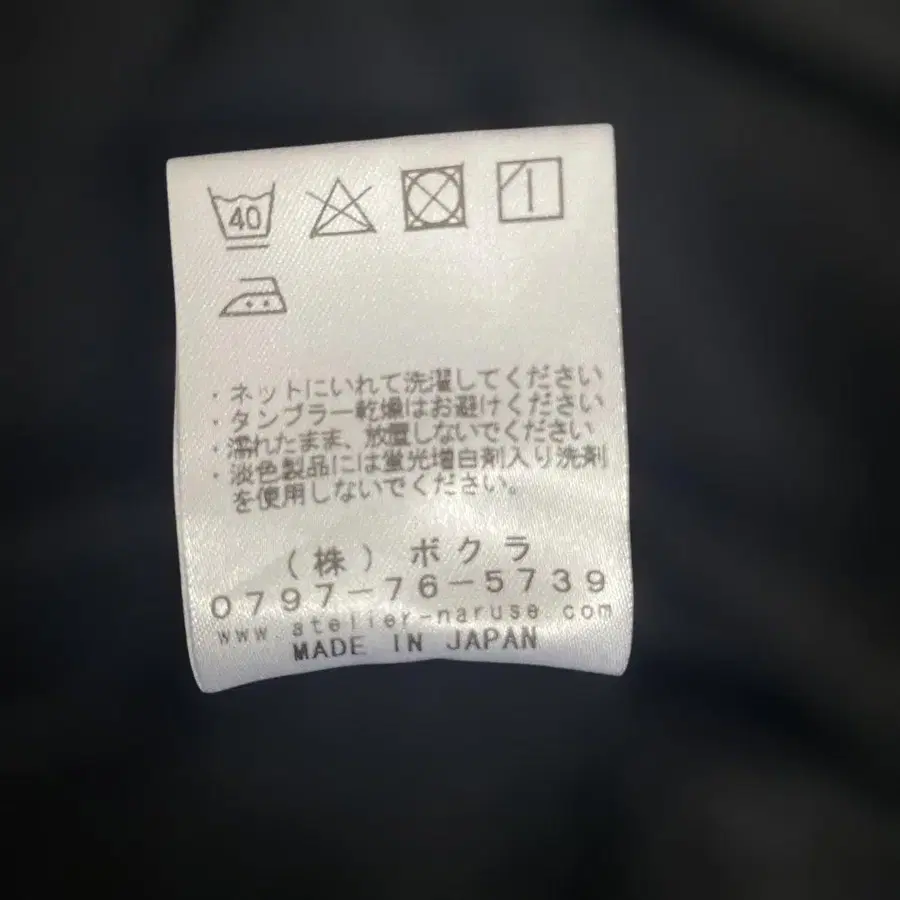 40
・ネットにいれて洗濯してください
・タンブラー乾燥はお避けください
・濡れたまま、放置しないでください
・淡色製品には蛍光増白剤入り洗剤
を使用しないでください。
（株）ボクラ
0797-76-5739
www atelier-naruse.com
MADE IN JAPAN